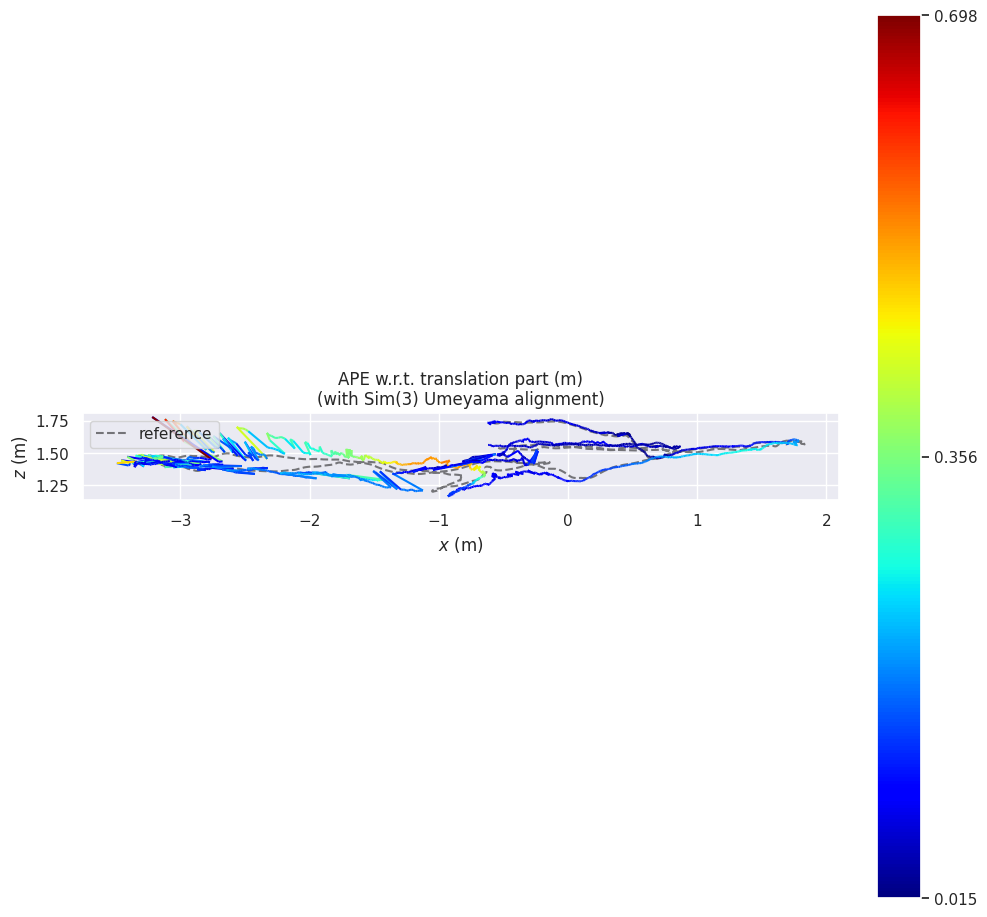 APE w.r.t. translation part (m)
(with Sim(3) Umeyama alignment)
reference
z (m)
1.75
1.50
1.25
−3
−2
−1
0
1
2
x (m)
0.698
0.356
0.015